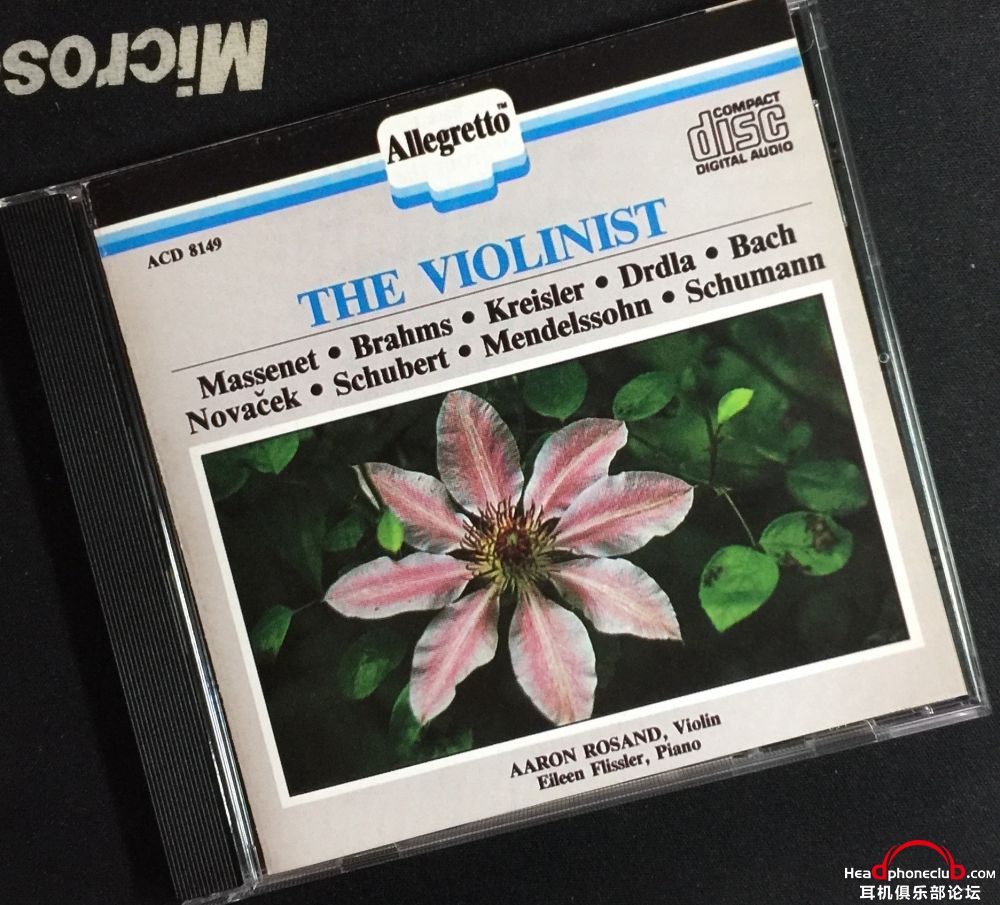 Micros
Allegretto™
COMPACT
disc
DIGITAL AUDIO
ACD 8149
THE VIOLINIST
Massenet • Brahms • Kreisler • Drdla • Bach
Novaček • Schubert • Mendelssohn • Schumann
AARON ROSAND, Violin
Eileen Flissler, Piano
Headphoneclub.com
耳机俱乐部论坛